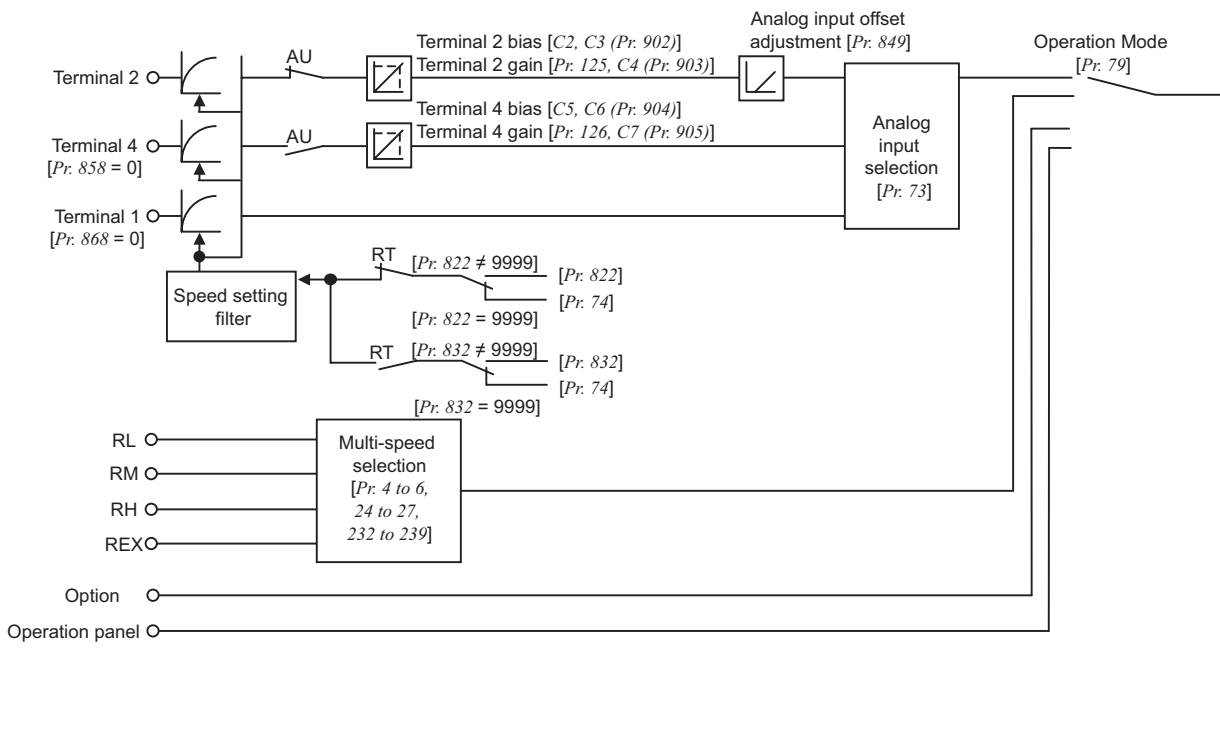 Analog input offset
adjustment [Pr. 849]
Operation Mode
[Pr. 79]
Terminal 2
AU
Terminal 2 bias [C2, C3 (Pr. 902)]
Terminal 2 gain [Pr. 125, C4 (Pr. 903)]
Terminal 4
[Pr. 858 = 0]
AU
Terminal 4 bias [C5, C6 (Pr. 904)]
Terminal 4 gain [Pr. 126, C7 (Pr. 905)]
Analog
input
selection
[Pr. 73]
Terminal 1
[Pr. 868 = 0]
Speed setting
filter
RT
[Pr. 822 ≠ 9999]
[Pr. 822]
[Pr. 74]
[Pr. 822 = 9999]
RT
[Pr. 832 ≠ 9999]
[Pr. 832]
[Pr. 74]
[Pr. 832 = 9999]
RL
RM
RH
REX
Multi-speed
selection
[Pr. 4 to 6,
24 to 27,
232 to 239]
Option
Operation panel